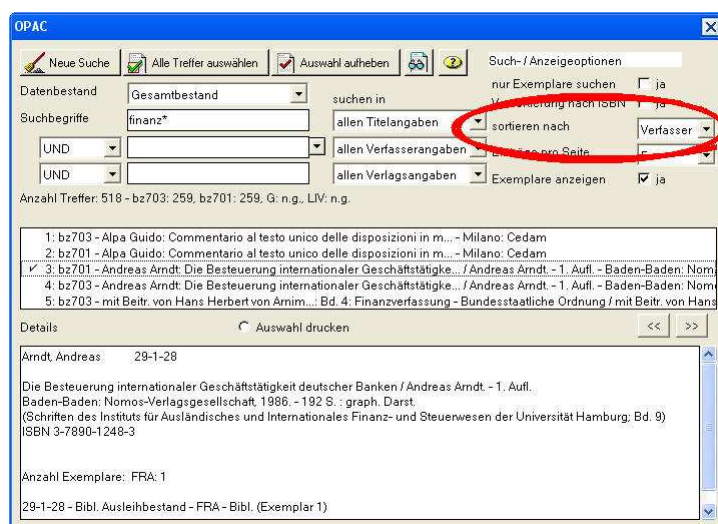 OPAC
Neue Suche Alle Treffer auswählen Auswahl aufheben Such-/Anzeigeoptionen
nur Exemplare suchen ja
Datenbestand Gesamtbestand suchen in nach ISBN ja
Suchbegriffe finanz* allen Titelangaben sortieren nach Verfasser
UND allen Verfasserangaben pro Seite
UND allen Verlagsangaben Exemplare anzeigen ja
Anzahl Treffer: 518 - bz703: 259, bz701: 259, G: n.g., LIV: n.g.
1: bz703 - Alpa Guido: Commentario al testo unico delle disposizioni in m... - Milano: Cedam
2: bz701 - Alpa Guido: Commentario al testo unico delle disposizioni in m... - Milano: Cedam
3: bz701 - Andreas Arndt: Die Besteuerung internationaler Geschäftstätigke... / Andreas Arndt. - 1. Aufl. - Baden-Baden: Nomo
4: bz703 - Andreas Arndt: Die Besteuerung internationaler Geschäftstätigke... / Andreas Arndt. - 1. Aufl. - Baden-Baden: Nom
5: bz703 - mit Beitr. von Hans Herbert von Arnim...: Bd. 4: Finanzverfassung - Bundesstaatliche Ordnung / mit Beitr. von Hans
Details Auswahl drucken << >>
Arndt, Andreas 29-1-28
Die Besteuerung internationaler Geschäftstätigkeit deutscher Banken / Andreas Arndt. - 1. Aufl.
Baden-Baden: Nomos-Verlagsgesellschaft, 1986. - 192 S. : graph. Darst.
(Schriften des Instituts für Ausländisches und Internationales Finanz- und Steuerwesen der Universität Hamburg; Bd. 9)
ISBN 3-7890-1248-3
Anzahl Exemplare: FRA: 1
29-1-28 - Bibl. Ausleihbestand - FRA - Bibl. (Exemplar 1)